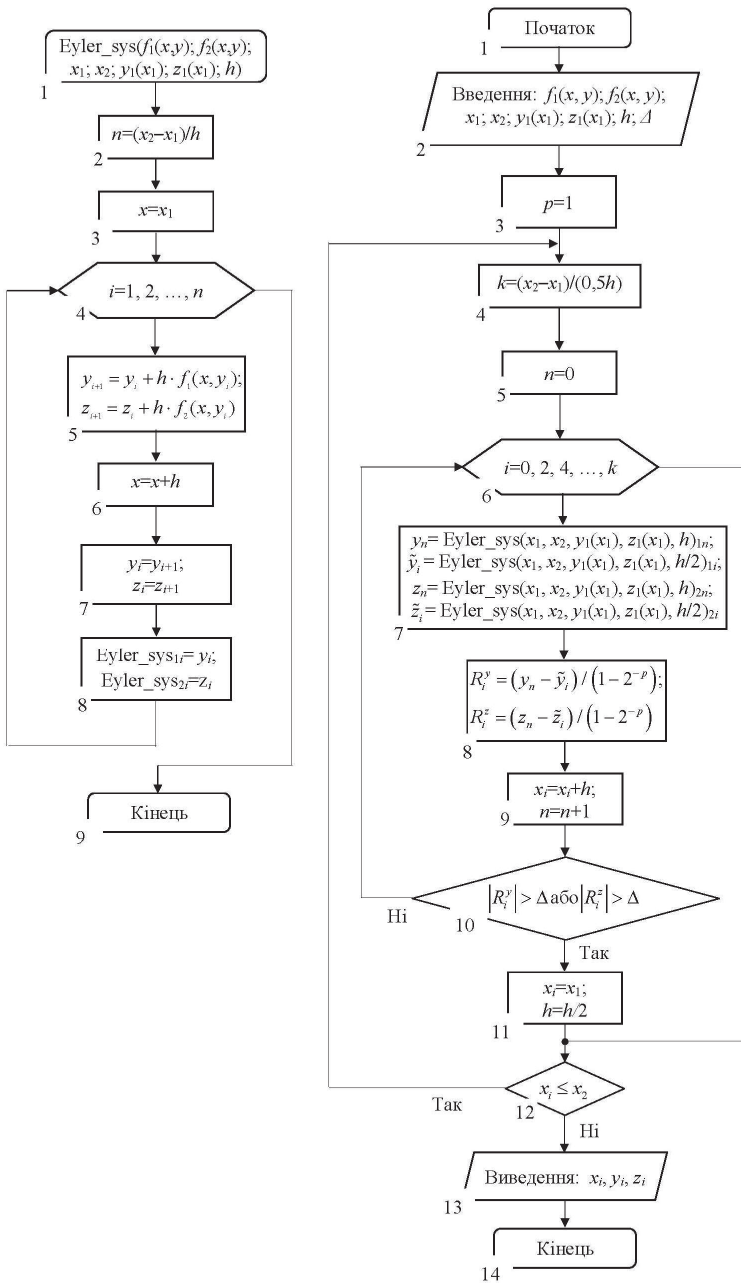 Eyler_sys(f₁(x,y); f₂(x,y);
x₁; x₂; y₁(x₁); z₁(x₁); h)
1
n=(x₂–x₁)/h
2
x=x₁
3
i=1, 2, …, n
4
yᵢ₊₁ = yᵢ + h · f₁(x, yᵢ);
zᵢ₊₁ = zᵢ + h · f₂(x, yᵢ)
5
x=x+h
6
yᵢ=yᵢ₊₁;
zᵢ=zᵢ₊₁
7
Eyler_sys₁ᵢ= yᵢ;
Eyler_sys₂ᵢ=zᵢ
8
Кінець
9
Початок
1
Введення: f₁(x, y); f₂(x, y);
x₁; x₂; y₁(x₁); z₁(x₁); h; Δ
2
p=1
3
k=(x₂–x₁)/(0,5h)
4
n=0
5
i=0, 2, 4, …, k
6
yₙ= Eyler_sys(x₁, x₂, y₁(x₁), z₁(x₁), h)₁ₙ;
ỹᵢ = Eyler_sys(x₁, x₂, y₁(x₁), z₁(x₁), h/2)₁ᵢ;
zₙ= Eyler_sys(x₁, x₂, y₁(x₁), z₁(x₁), h)₂ₙ;
z̃ᵢ = Eyler_sys(x₁, x₂, y₁(x₁), z₁(x₁), h/2)₂ᵢ
7
Rᵢʸ = (yₙ – ỹᵢ) / (1 – 2⁻ᵖ);
Rᵢᶻ = (zₙ – z̃ᵢ) / (1 – 2⁻ᵖ)
8
xᵢ=xᵢ+h;
n=n+1
9
|Rᵢʸ| > Δ або |Rᵢᶻ| > Δ
Ні
10
Так
xᵢ=x₁;
h=h/2
11
xᵢ ≤ x₂
Так
12
Ні
Виведення: xᵢ, yᵢ, zᵢ
13
Кінець
14